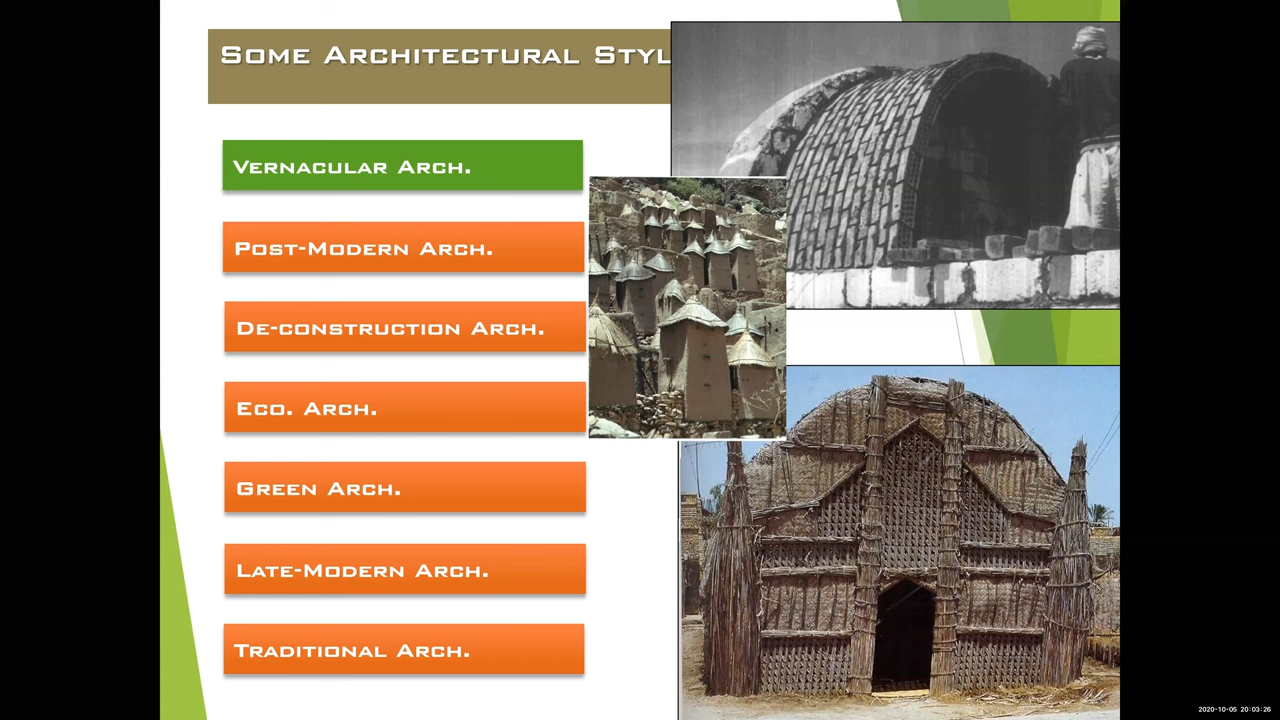 Some Architectural Styl
Vernacular Arch.
Post-Modern Arch.
De-construction Arch.
Eco. Arch.
Green Arch.
Late-Modern Arch.
Traditional Arch.
2020-10-05 20:03:26